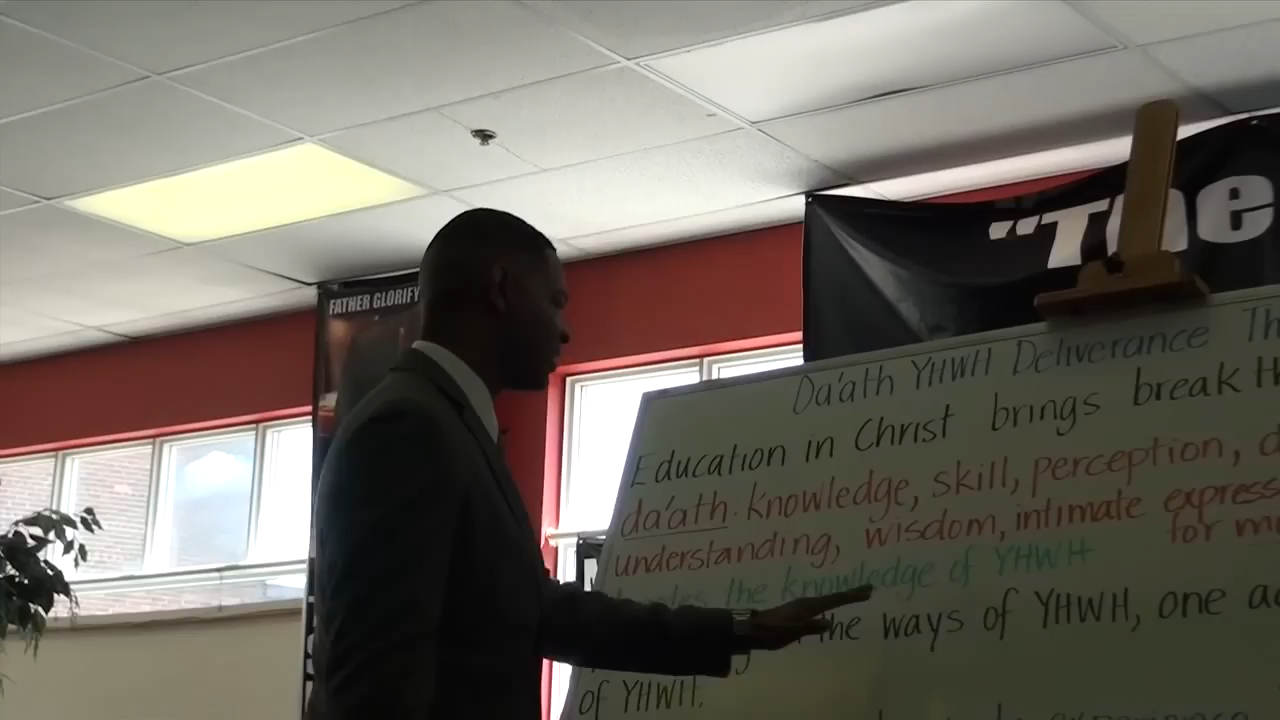 FATHER GLORIFY
"The
Da'ath YHWH Deliverance Th
Education in Christ brings break
da'ath. knowledge, skill, perception,
understanding, wisdom, intimate express
for
the knowledge of YHWH
the ways of YHWH, one
of YHWH.